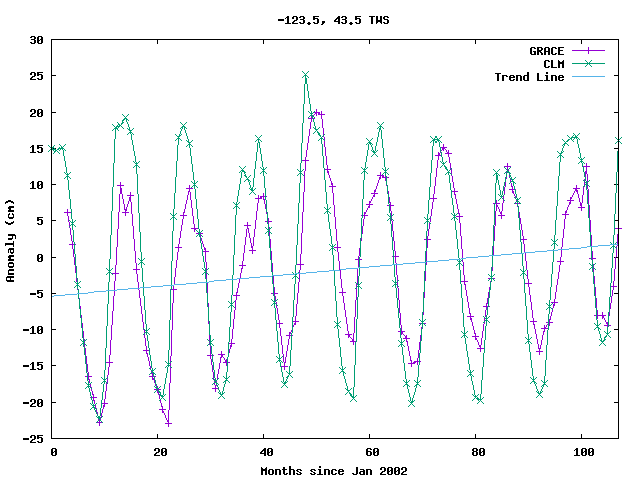 -123.5, 43.5 TWS
GRACE
CLM
Trend Line
Anomaly (cm)
30
25
20
15
10
5
0
-5
-10
-15
-20
-25
0 20 40 60 80 100
Months since Jan 2002